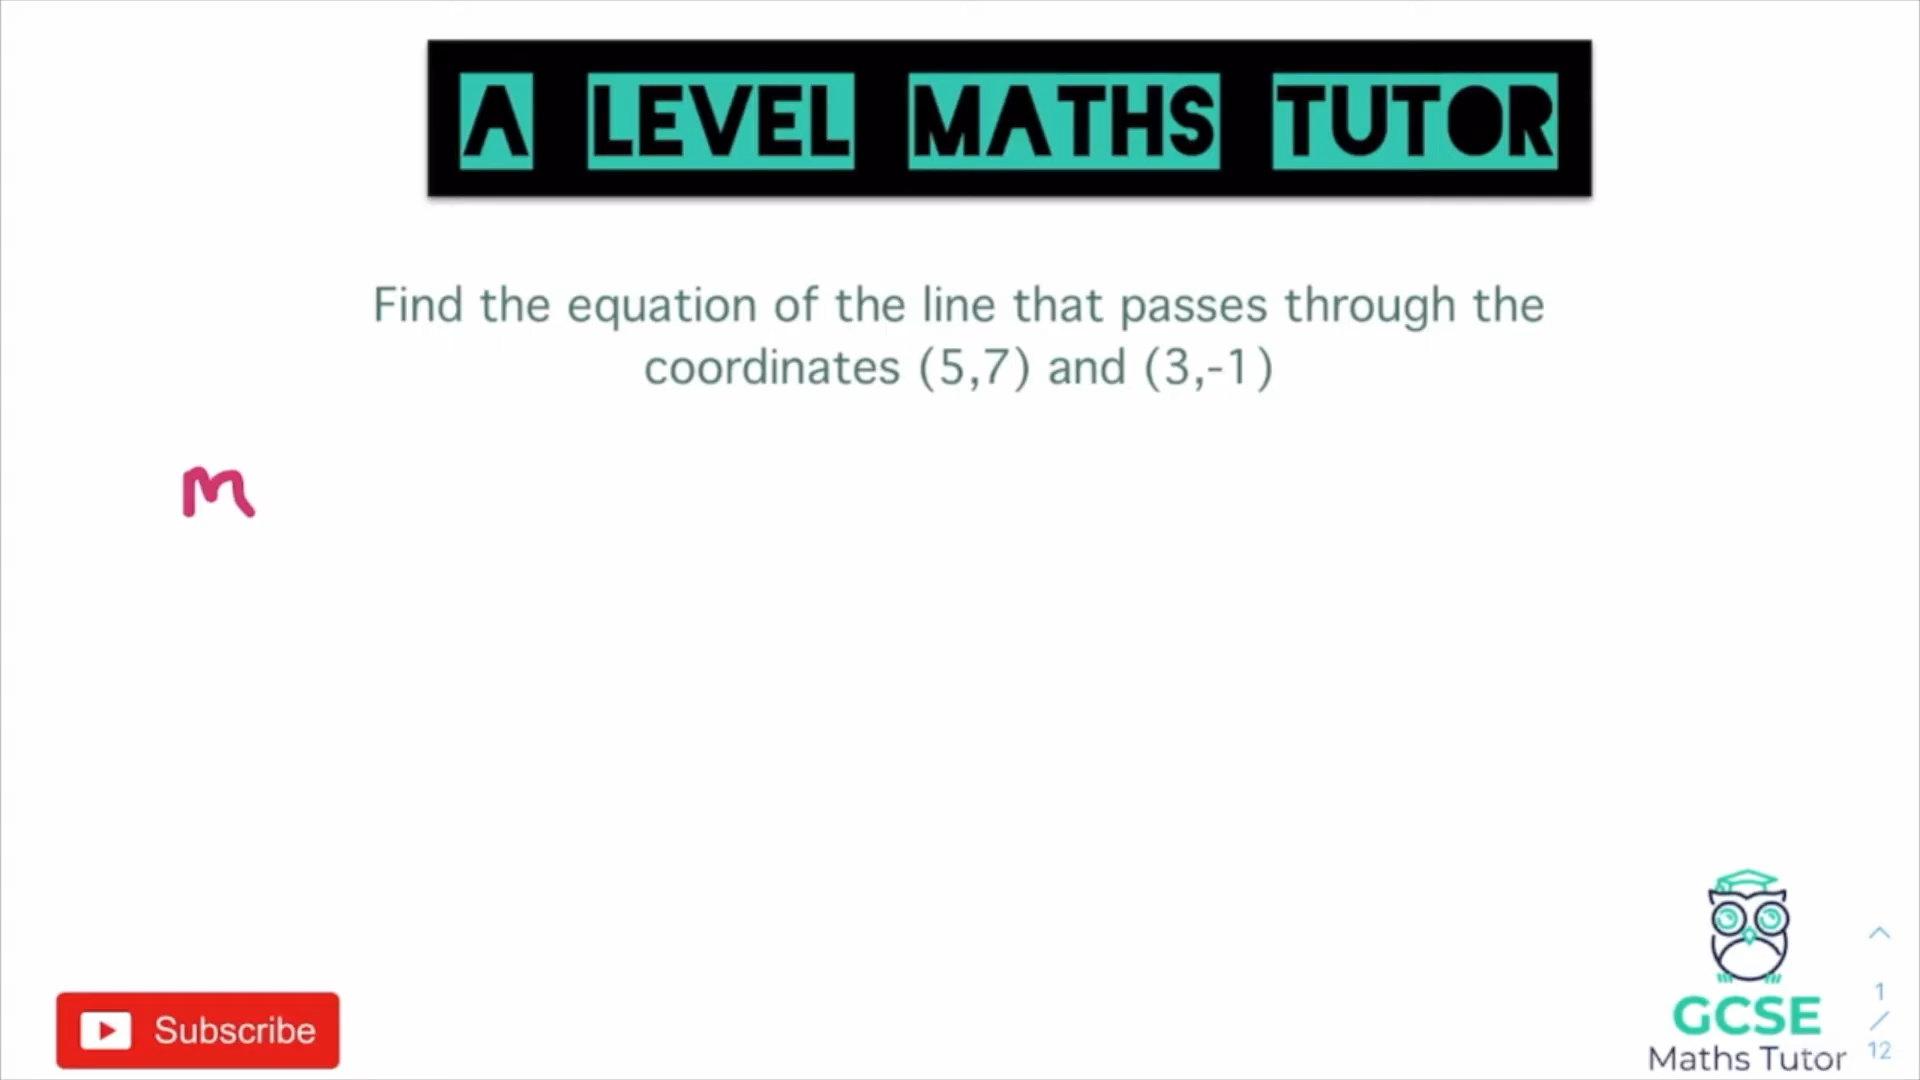 A LEVEL MATHS TUTOR
Find the equation of the line that passes through the
coordinates (5,7) and (3,-1)
m
Subscribe
GCSE
Maths Tutor
1
/
12